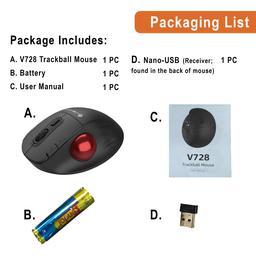 Packaging List
Package Includes:
A. V728 Trackball Mouse 1 PC
B. Battery 1 PC
C. User Manual 1 PC
D. Nano-USB (Receiver; 1 PC
found in the back of mouse)
A.
C.
V728
Trackball Mouse
B.
D.